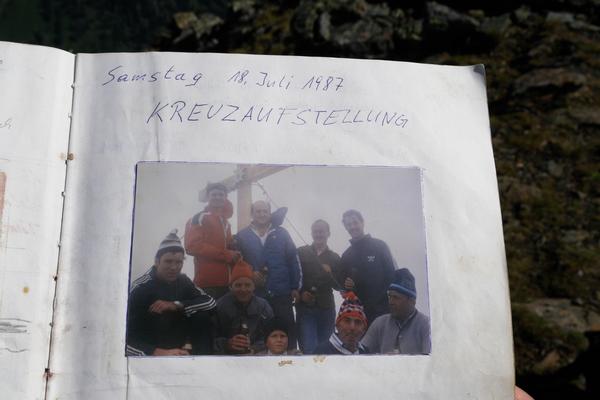 Samstag 18. Juli 1987
KREUZAUFSTELLUNG